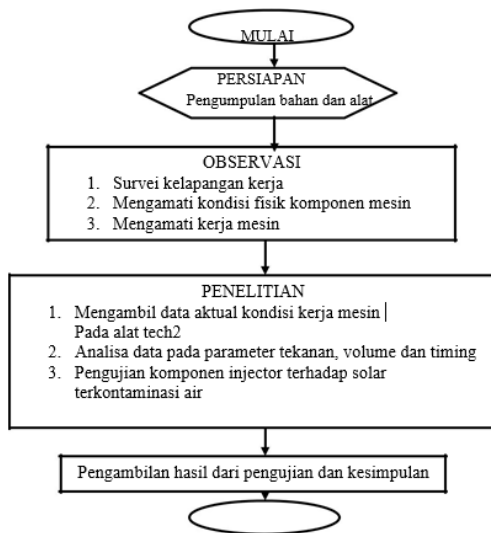 MULAI
PERSIAPAN
Pengumpulan bahan dan alat
OBSERVASI
1. Survei kelapangan kerja
2. Mengamati kondisi fisik komponen mesin
3. Mengamati kerja mesin
PENELITIAN
1. Mengambil data aktual kondisi kerja mesin
Pada alat tech2
2. Analisa data pada parameter tekanan, volume dan timing
3. Pengujian komponen injector terhadap solar
terkontaminasi air
Pengambilan hasil dari pengujian dan kesimpulan